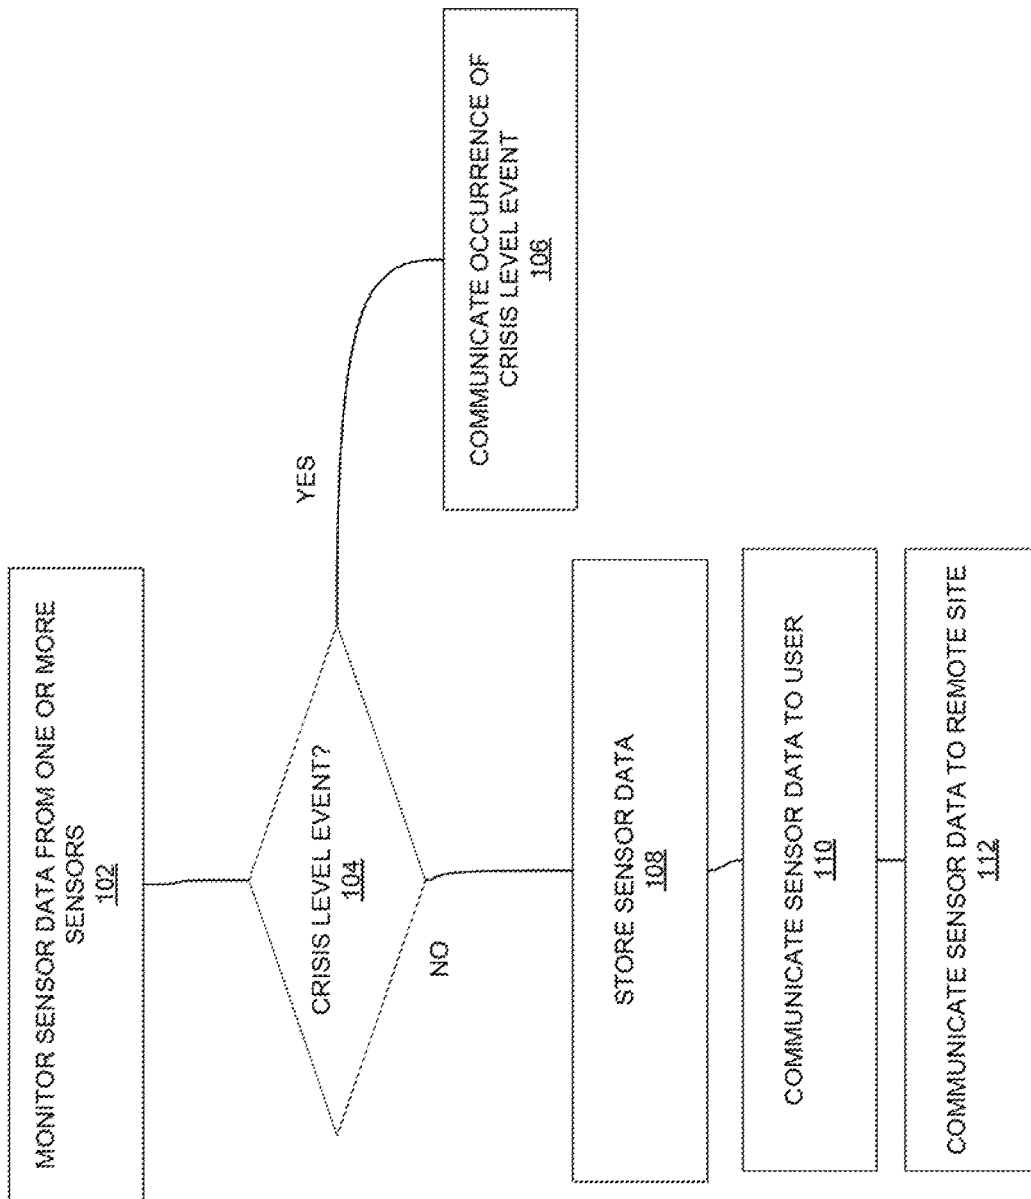 MONITOR SENSOR DATA FROM ONE OR MORE
SENSORS
102
CRISIS LEVEL EVENT?
104
YES
COMMUNICATE OCCURRENCE OF
CRISIS LEVEL EVENT
106
NO
STORE SENSOR DATA
108
COMMUNICATE SENSOR DATA TO USER
110
COMMUNICATE SENSOR DATA TO REMOTE SITE
112